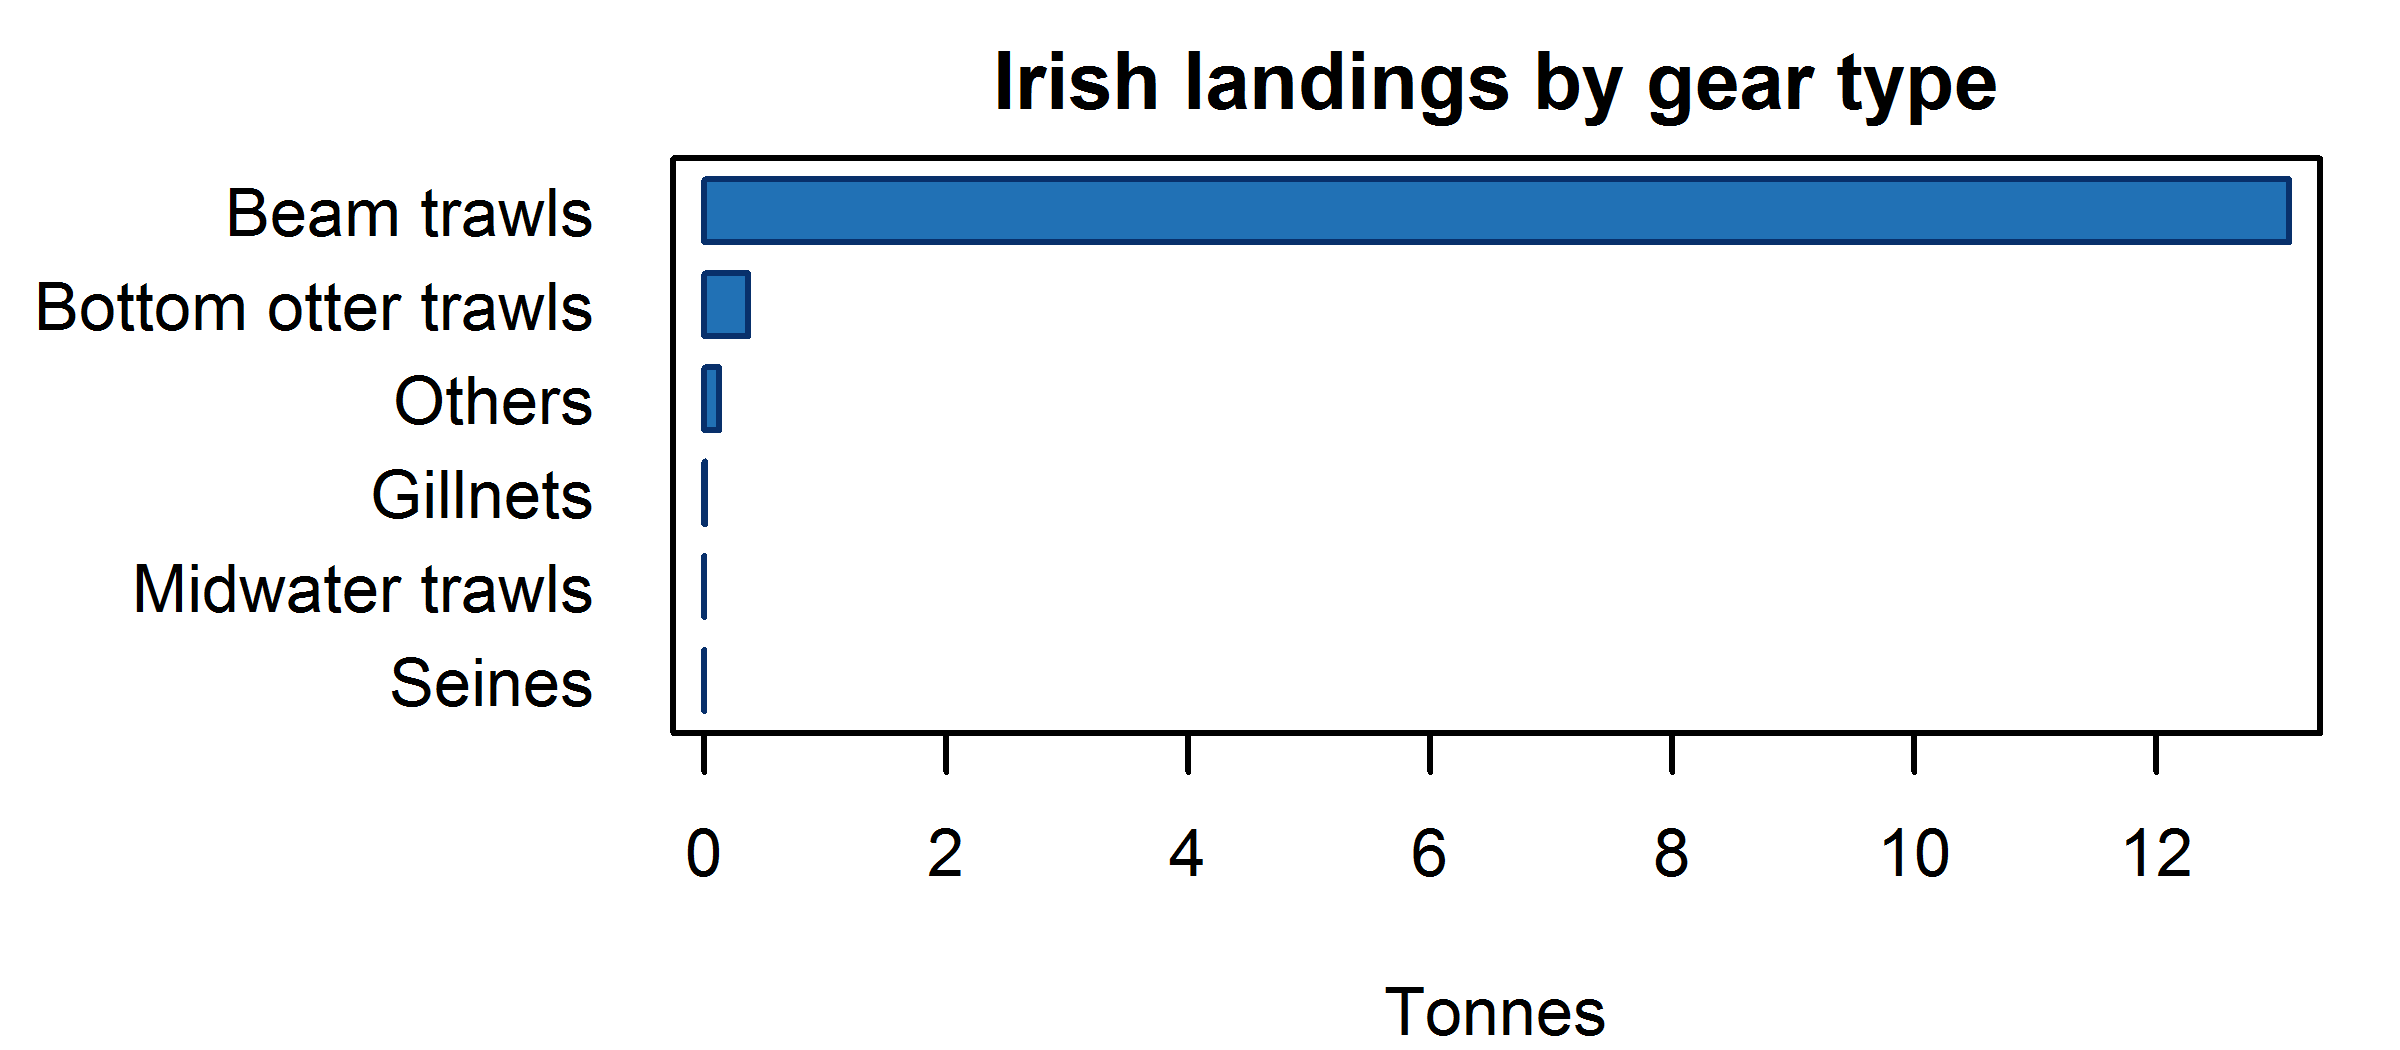 Irish landings by gear type
Beam trawls
Bottom otter trawls
Others
Gillnets
Midwater trawls
Seines
0 2 4 6 8 10 12
Tonnes